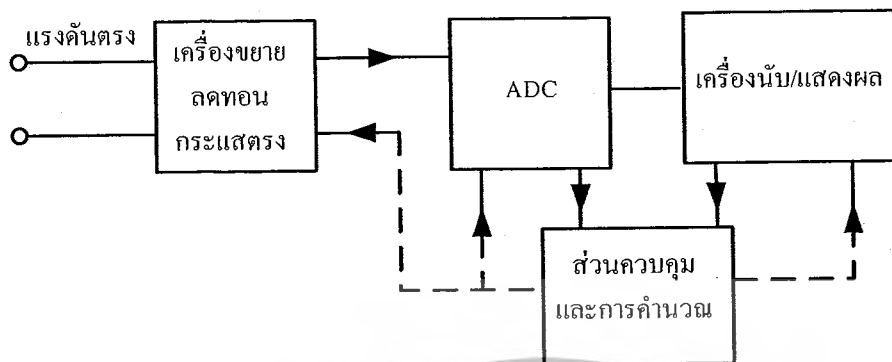 แรงดันตรง
เครื่องขยาย
ลดทอน
กระแสตรง
ADC
เครื่องนับ/แสดงผล
ส่วนควบคุม
และการคำนวณ